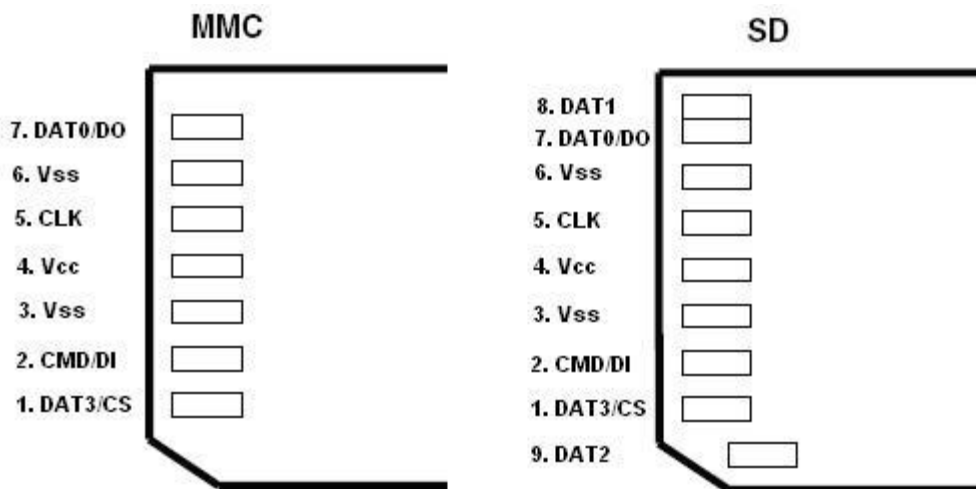 MMC
7. DAT0/DO
6. Vss
5. CLK
4. Vcc
3. Vss
2. CMD/DI
1. DAT3/CS
SD
8. DAT1
7. DAT0/DO
6. Vss
5. CLK
4. Vcc
3. Vss
2. CMD/DI
1. DAT3/CS
9. DAT2